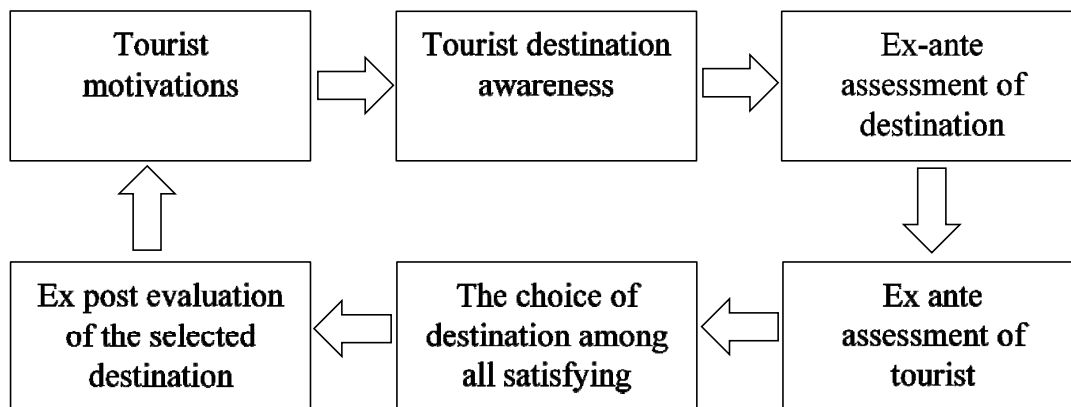 Tourist
motivations
Tourist destination
awareness
Ex-ante
assessment of
destination
Ex post evaluation
of the selected
destination
The choice of
destination among
all satisfying
Ex ante
assessment of
tourist